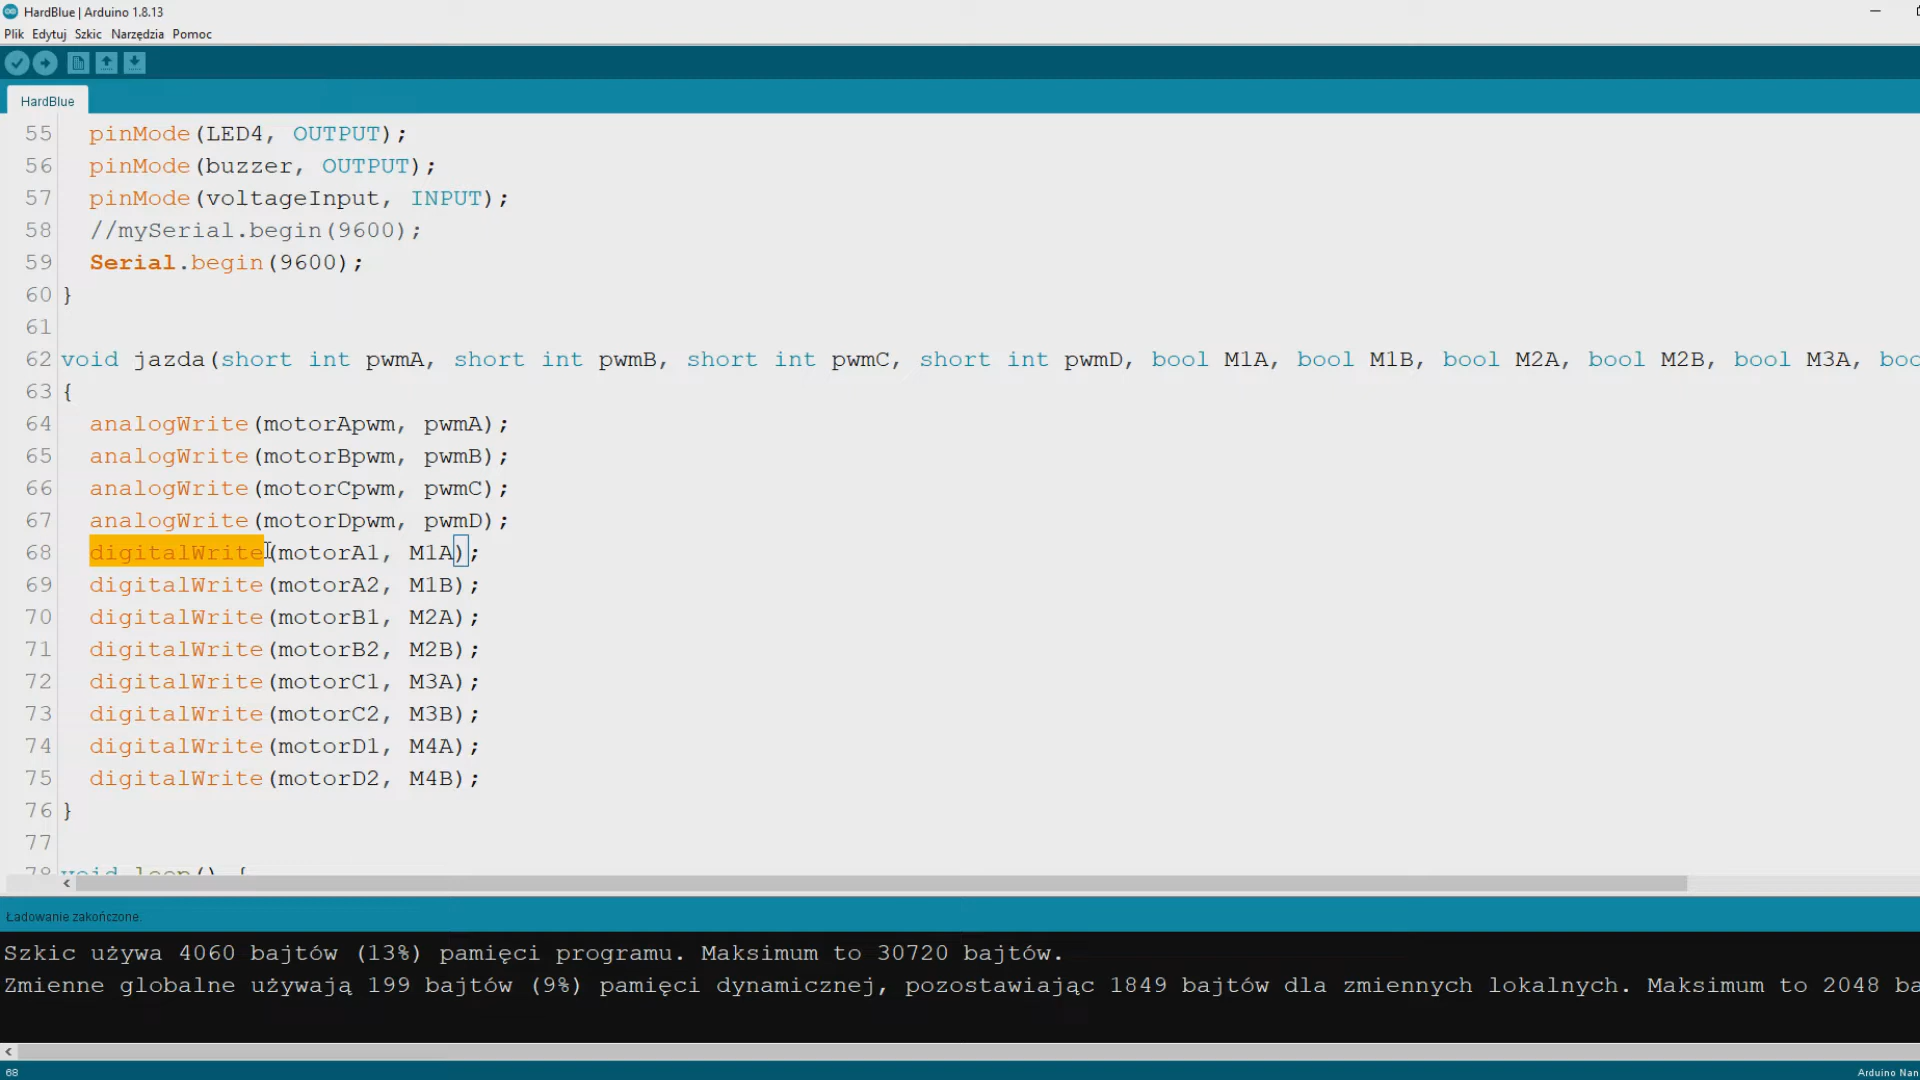 HardBlue | Arduino 1.8.13
Plik Edytuj Szkic Narzędzia Pomoc
HardBlue
55 pinMode(LED4, OUTPUT);
56 pinMode(buzzer, OUTPUT);
57 pinMode(voltageInput, INPUT);
58 //mySerial.begin(9600);
59 Serial.begin(9600);
60 }
61
62 void jazda(short int pwmA, short int pwmB, short int pwmC, short int pwmD, bool M1A, bool M1B, bool M2A, bool M2B, bool M3A, boo
63 {
64 analogWrite(motorApwm, pwmA);
65 analogWrite(motorBpwm, pwmB);
66 analogWrite(motorCpwm, pwmC);
67 analogWrite(motorDpwm, pwmD);
68 digitalWrite(motorA1, M1A);
69 digitalWrite(motorA2, M1B);
70 digitalWrite(motorB1, M2A);
71 digitalWrite(motorB2, M2B);
72 digitalWrite(motorC1, M3A);
73 digitalWrite(motorC2, M3B);
74 digitalWrite(motorD1, M4A);
75 digitalWrite(motorD2, M4B);
76 }
77
78 void loop() {
Ładowanie zakończone.
Szkic używa 4060 bajtów (13%) pamięci programu. Maksimum to 30720 bajtów.
Zmienne globalne używają 199 bajtów (9%) pamięci dynamicznej, pozostawiając 1849 bajtów dla zmiennych lokalnych. Maksimum to 2048 ba
68
Arduino Nan